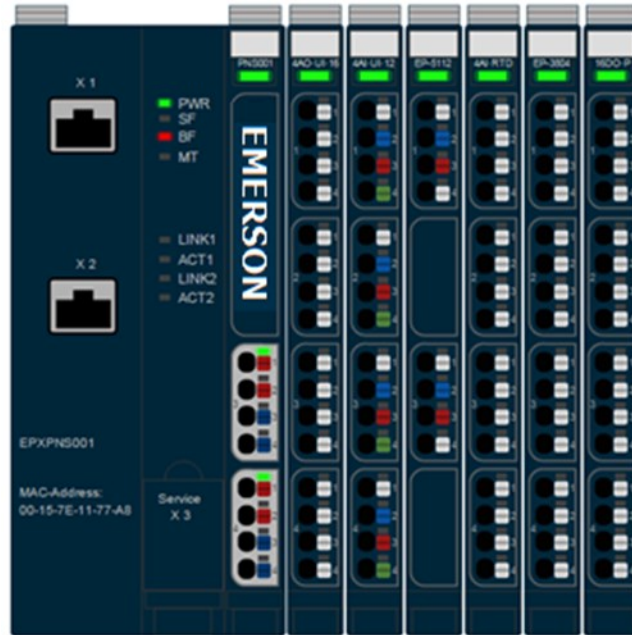 PNS001
4AO-UI-16
4AI-UI-12
EP-5112
4AI-RTD
EP-3804
16DO-P
X 1
PWR
SF
BF
MT
EMERSON
LINK1
ACT1
LINK2
ACT2
X 2
EPXPNS001
MAC-Address:
00-15-7E-11-77-A8
Service
X 3